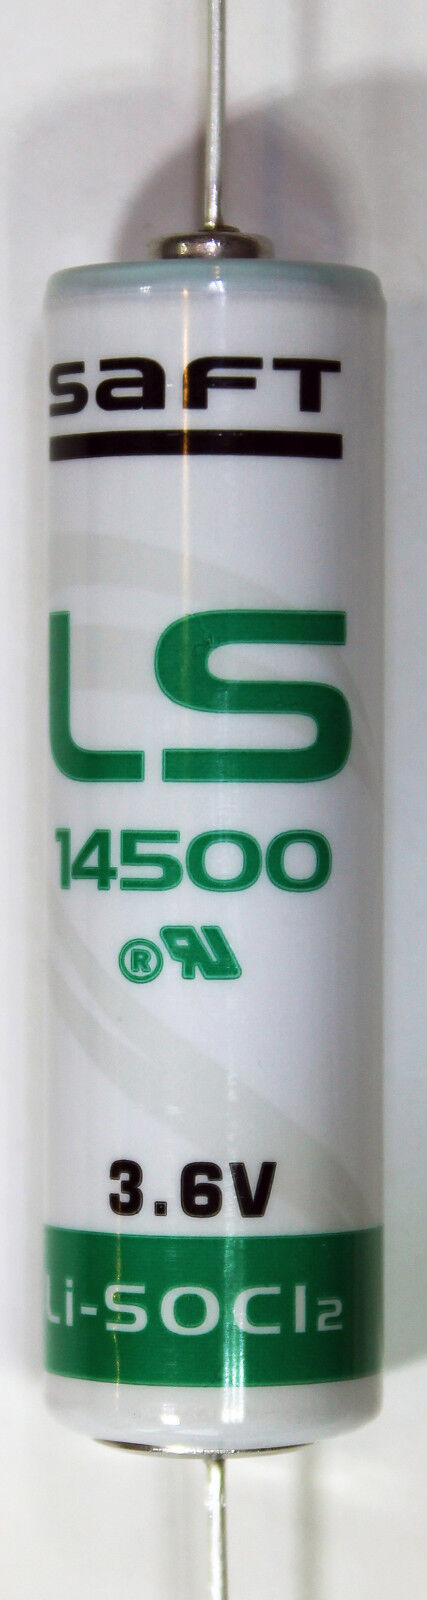 saFT
LS
14500
®
3.6V
Li-SOCl2